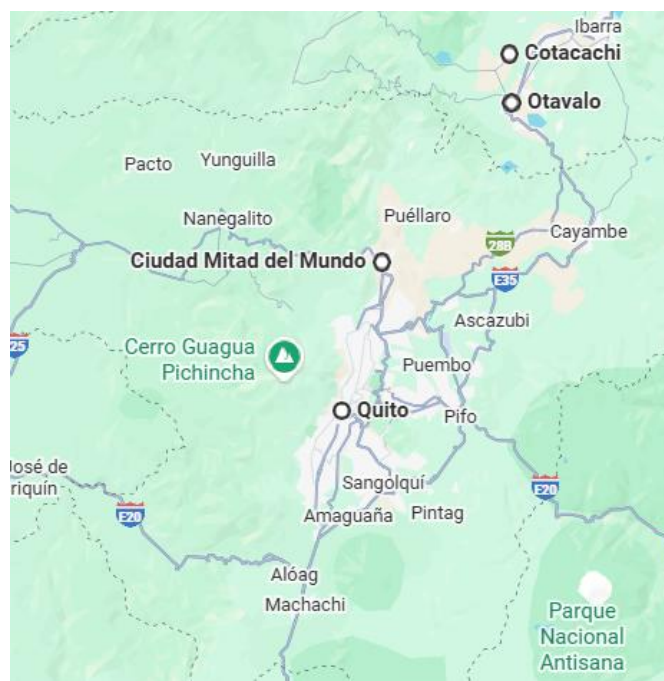 Ibarra
Cotacachi
Otavalo
Pacto
Yunguilla
Nanegalito
Puéllaro
28B
Cayambe
Ciudad Mitad del Mundo
E35
Ascazubi
25
Cerro Guagua
Pichincha
Puembo
Quito
Pifo
José de
riquín
Sangolquí
E20
E20
Amaguaña
Pintag
Alóag
Machachi
Parque
Nacional
Antisana